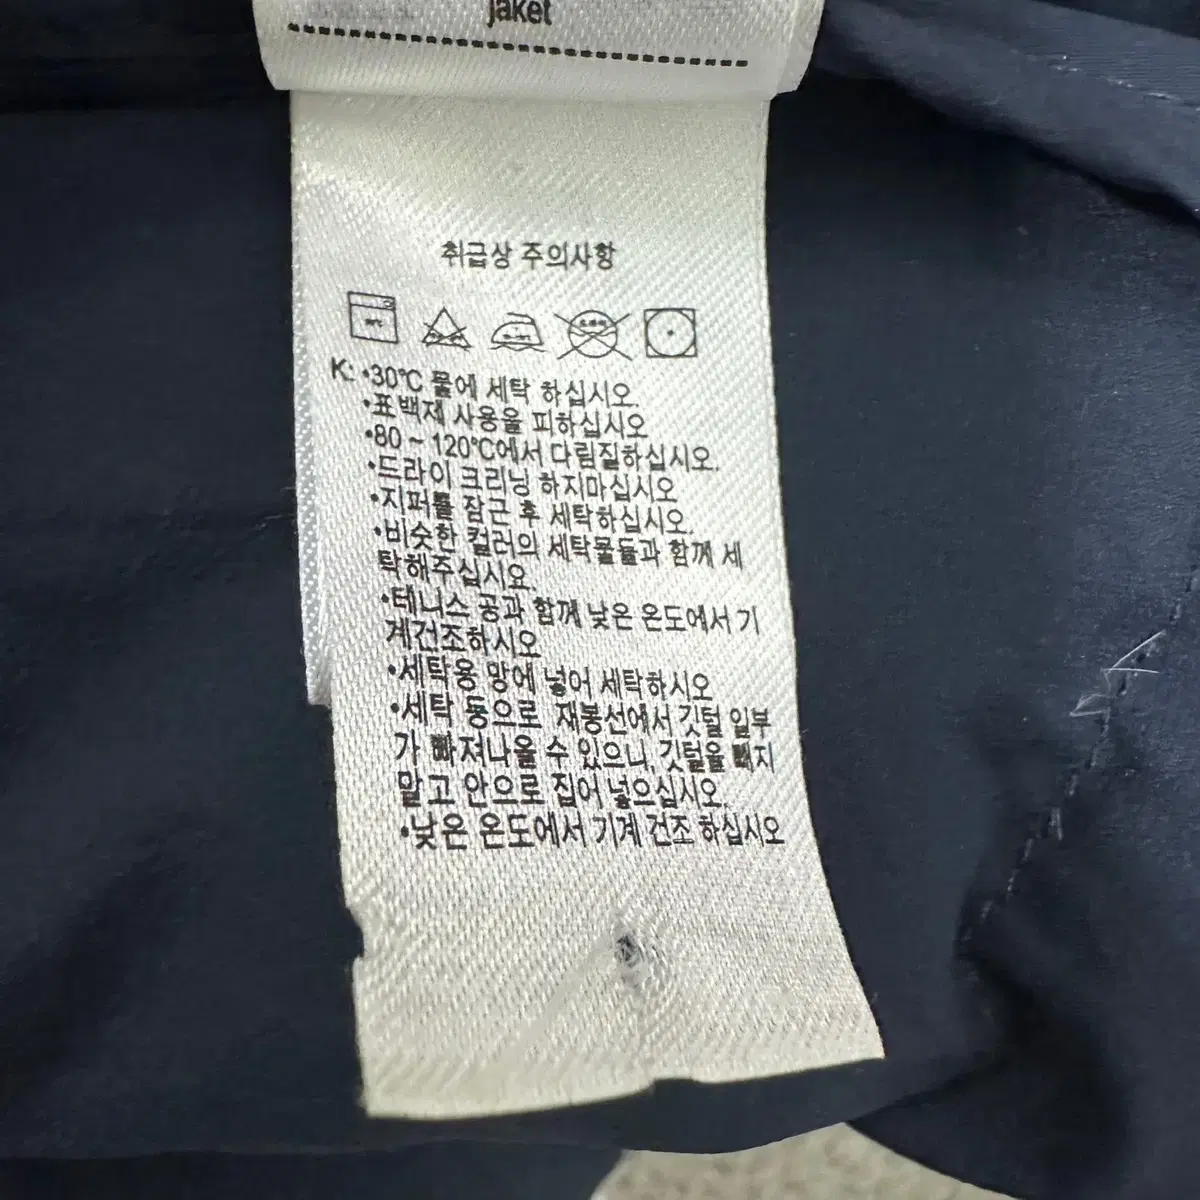 jaket
취급상 주의사항
K: •30℃ 물에 세탁 하십시오.
•표백제 사용을 피하십시오
•80 ~ 120℃에서 다림질하십시오.
•드라이 크리닝 하지마십시오
•지퍼를 잠근 후 세탁하십시오.
•비슷한 컬러의 세탁물들과 함께 세
탁해주십시오.
•테니스 공과 함께 낮은 온도에서 기
계건조하시오
•세탁용 망에 넣어 세탁하시오
•세탁 등으로 재봉선에서 깃털 일부
가 빠져나올 수 있으니, 깃털을 빼지
말고 안으로 집어 넣으십시오.
•낮은 온도에서 기계 건조 하십시오